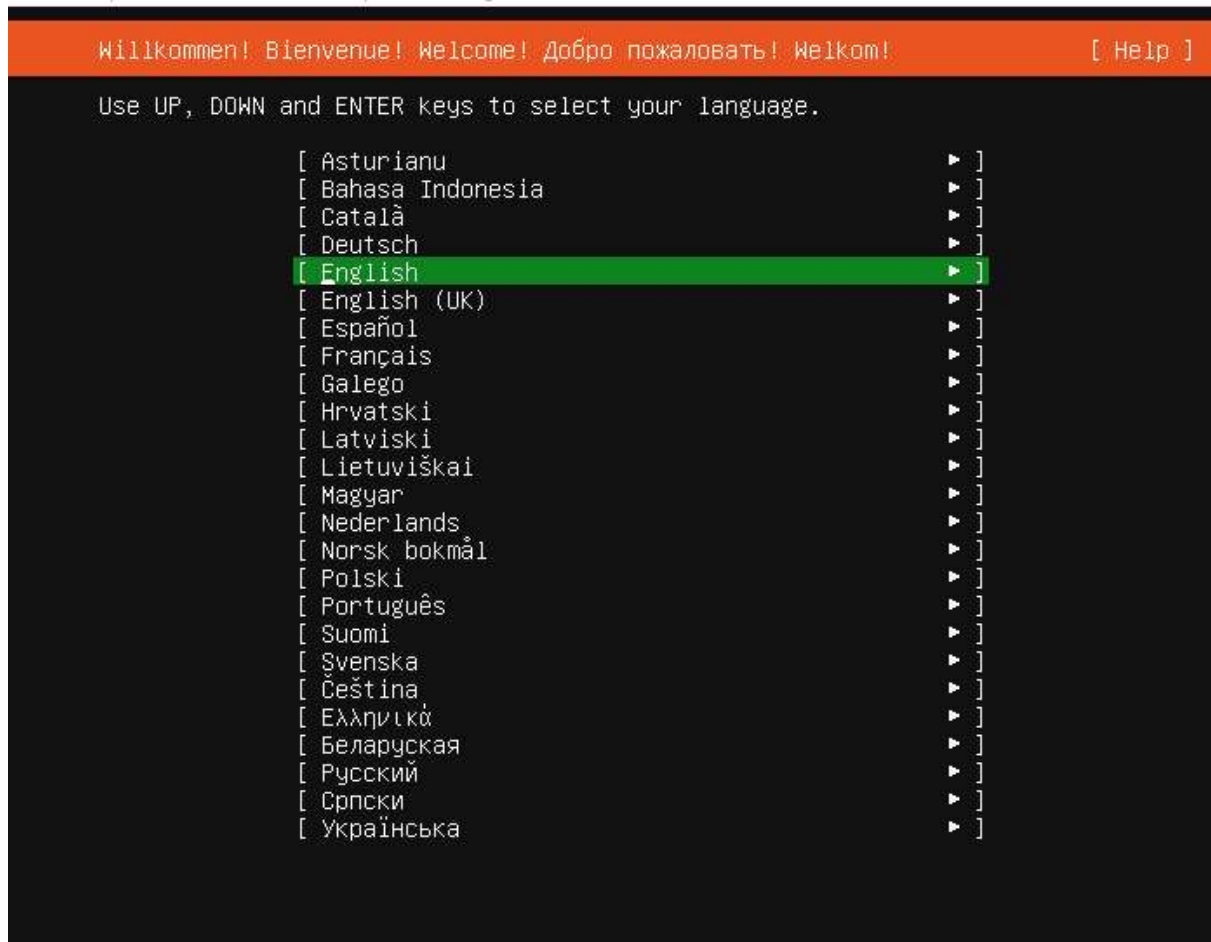 Willkommen! Bienvenue! Welcome! Добро пожаловать! Welkom! [ Help ]
Use UP, DOWN and ENTER keys to select your language.
[ Asturianu ► ]
[ Bahasa Indonesia ► ]
[ Català ► ]
[ Deutsch ► ]
[ English ► ]
[ English (UK) ► ]
[ Español ► ]
[ Français ► ]
[ Galego ► ]
[ Hrvatski ► ]
[ Latviski ► ]
[ Lietuviškai ► ]
[ Magyar ► ]
[ Nederlands ► ]
[ Norsk bokmål ► ]
[ Polski ► ]
[ Português ► ]
[ Suomi ► ]
[ Svenska ► ]
[ Čeština ► ]
[ Ελληνικά ► ]
[ Беларуская ► ]
[ Русский ► ]
[ Српски ► ]
[ Українська ► ]